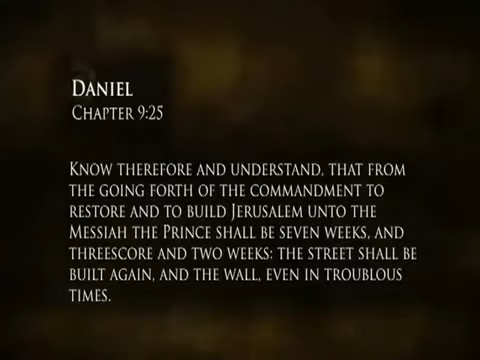 Daniel
Chapter 9:25
Know therefore and understand, that from
the going forth of the commandment to
restore and to build Jerusalem unto the
Messiah the Prince shall be seven weeks, and
threescore and two weeks: the street shall be
built again, and the wall, even in troublous
times.